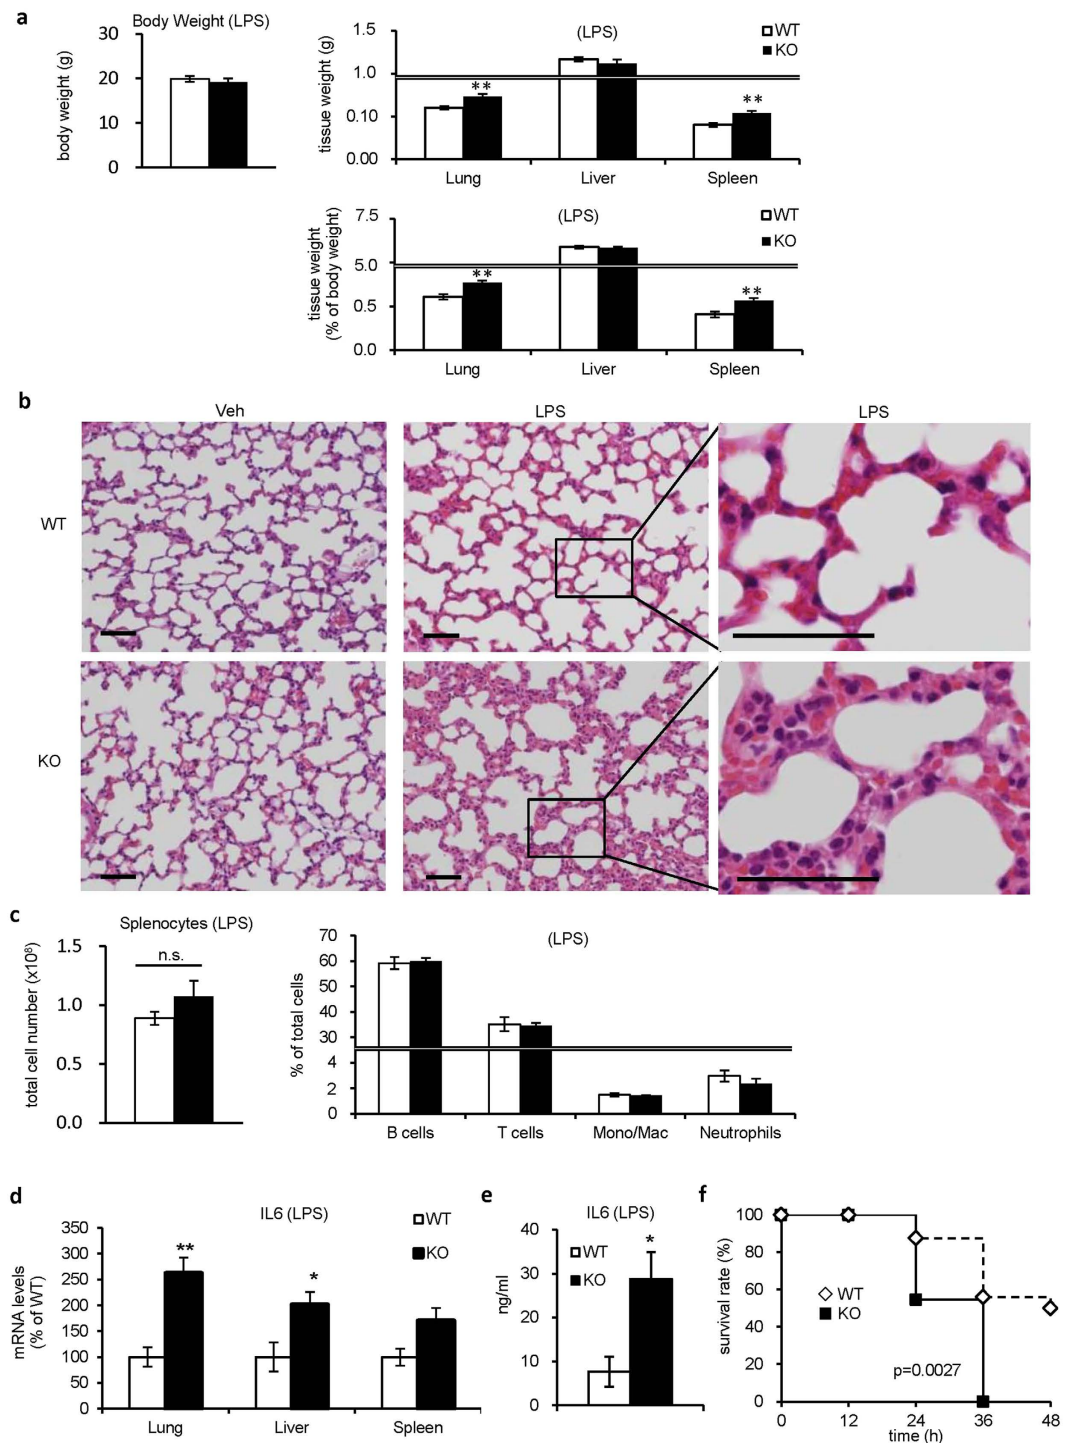 a
Body Weight (LPS)
body weight (g)
30
20
10
0
(LPS)
WT
KO
tissue weight (g)
1.5
1.0
0.10
0.00
**
**
Lung
Liver
Spleen
(LPS)
WT
KO
tissue weight
(% of body weight)
7.5
5.0
0.5
0.0
**
**
Lung
Liver
Spleen
b
Veh
LPS
LPS
WT
KO
c
Splenocytes (LPS)
total cell number (x10⁸)
1.5
1.0
0.5
0.0
n.s.
(LPS)
% of total cells
70
60
50
40
30
4
2
0
B cells
T cells
Mono/Mac
Neutrophils
d
IL6 (LPS)
WT
KO
mRNA levels
(% of WT)
350
300
250
200
150
100
50
0
**
*
Lung
Liver
Spleen
e
IL6 (LPS)
WT
KO
ng/ml
40
30
20
10
0
*
f
survival rate (%)
100
80
60
40
20
0
WT
KO
p=0.0027
0
12
24
36
48
time (h)